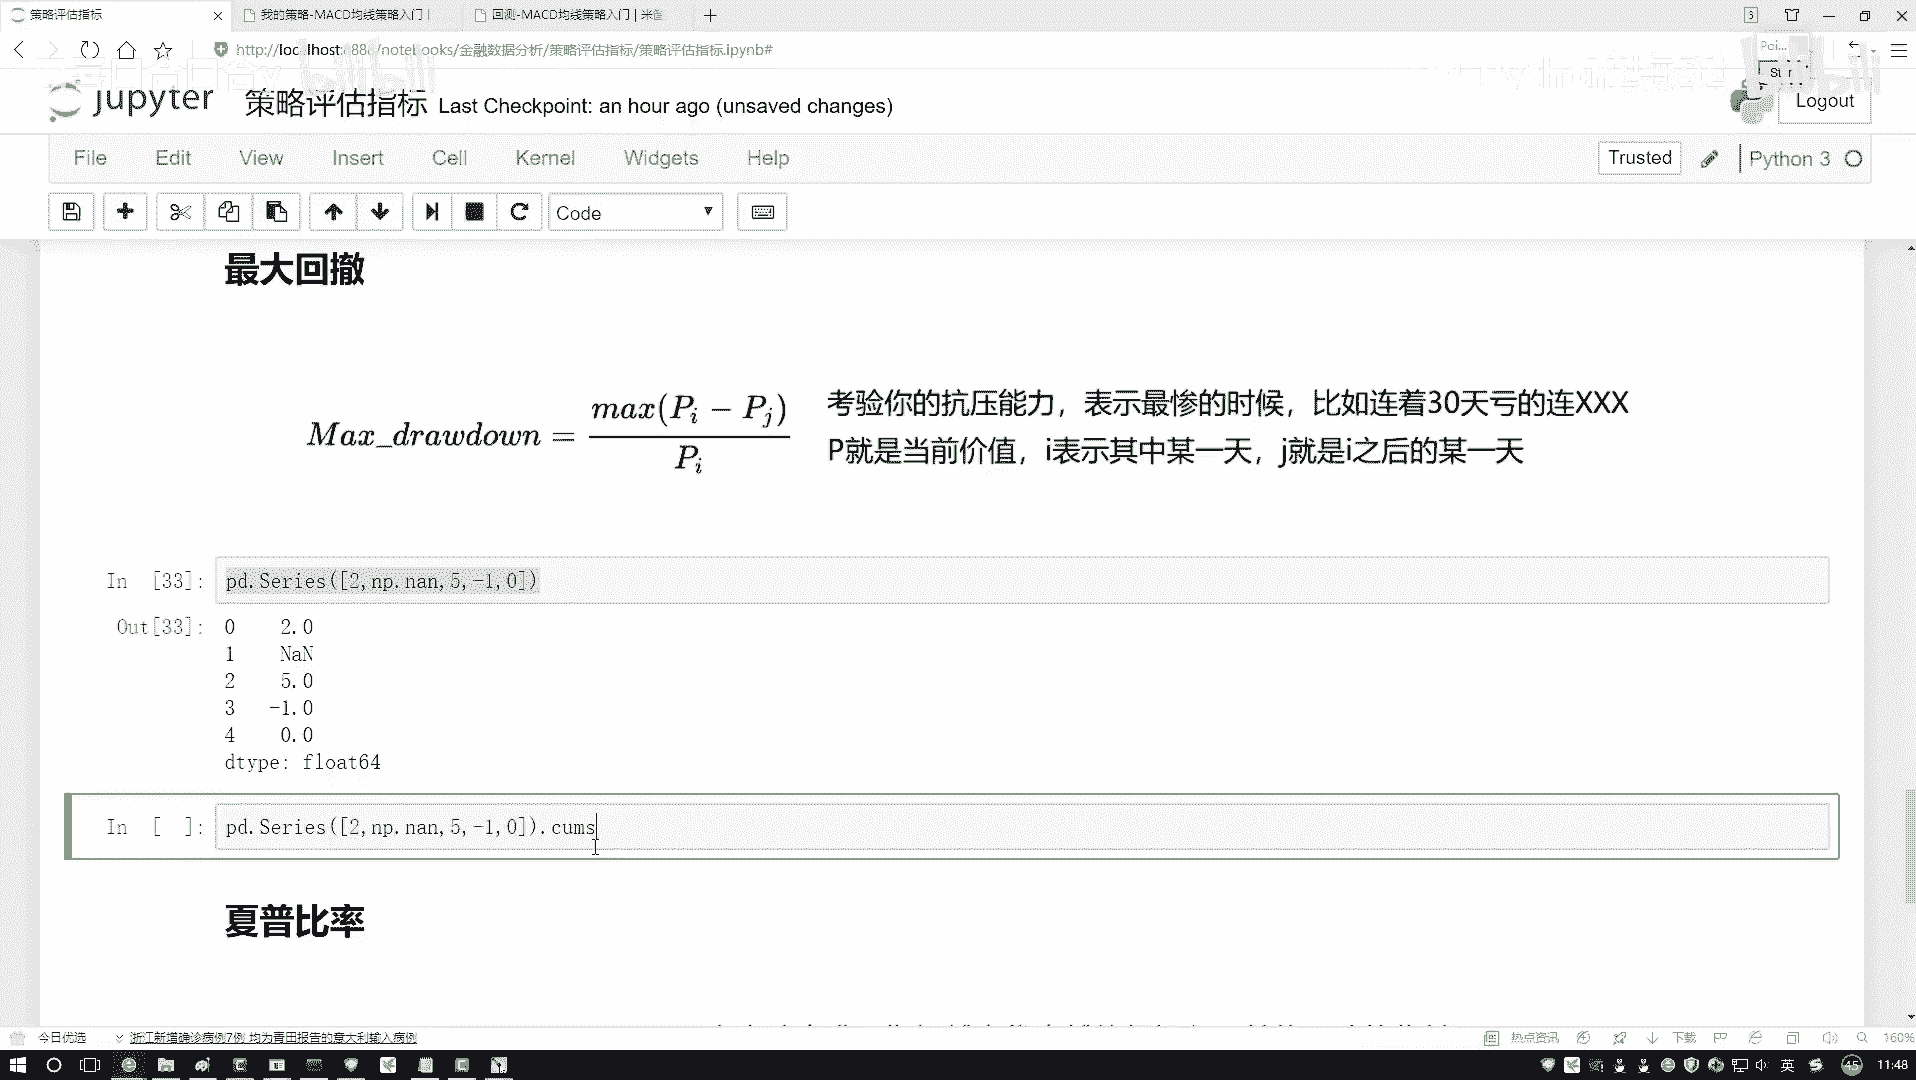 策略评估指标
我的策略-MACD均线策略入门
回测-MACD均线策略入门 | 米
3
http://localhost:888/notebooks/金融数据分析/策略评估指标/策略评估指标.ipynb#
jupyter 策略评估指标 Last Checkpoint: an hour ago (unsaved changes)
Logout
File Edit View Insert Cell Kernel Widgets Help
Trusted Python 3
Code
最大回撤
Max_drawdown = max(P_i − P_j) / P_i
考验你的抗压能力，表示最惨的时候，比如连着30天亏的连XXX
P就是当前价值，i表示其中某一天，j就是i之后的某一天
In [33]: pd.Series([2,np.nan,5,-1,0])
Out[33]: 0 2.0
1 NaN
2 5.0
3 -1.0
4 0.0
dtype: float64
In [ ]: pd.Series([2,np.nan,5,-1,0]).cums
夏普比率
今日优选 浙江新增确诊病例7例 均为青田报告的意大利输入病例
热点资讯 下载 160%
英 45 11:48